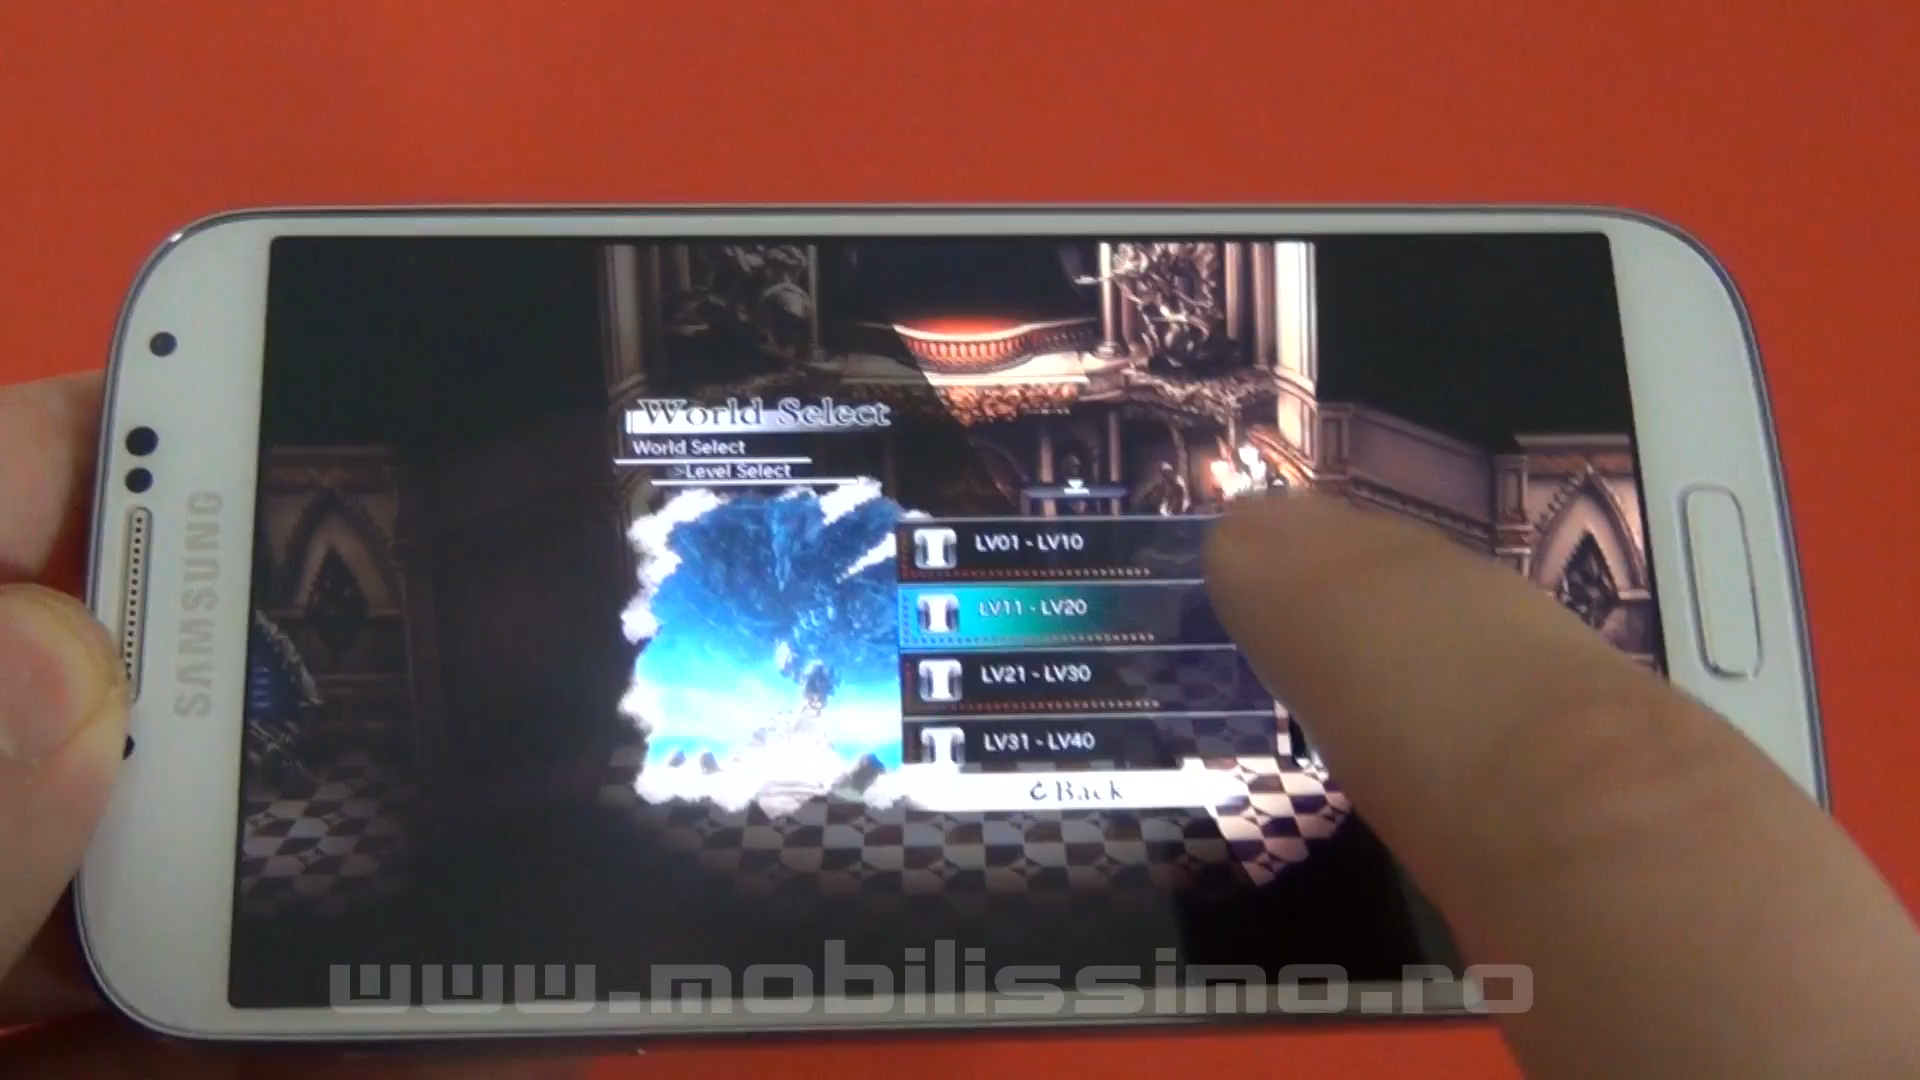 SAMSUNG
World Select
World Select
>Level Select
LV01 - LV10
LV11 - LV20
LV21 - LV30
LV31 - LV40
Back
www.mobilissimo.ro